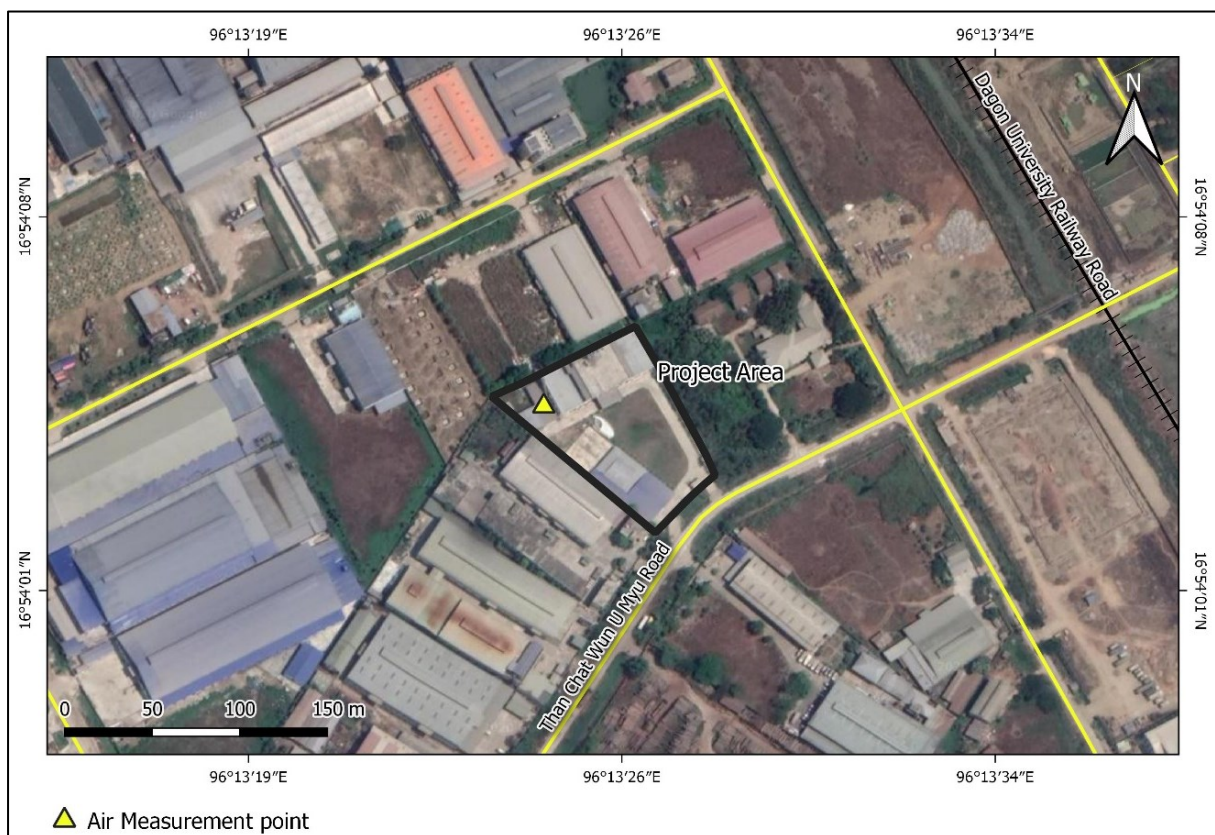 96°13′19″E 96°13′26″E 96°13′34″E
N
Dagon University Railway Road
16°54′08″N 16°54′08″N
Project Area
16°54′01″N 16°54′01″N
Than Chat Wun U Myu Road
0 50 100 150 m
96°13′19″E 96°13′26″E 96°13′34″E
Air Measurement point